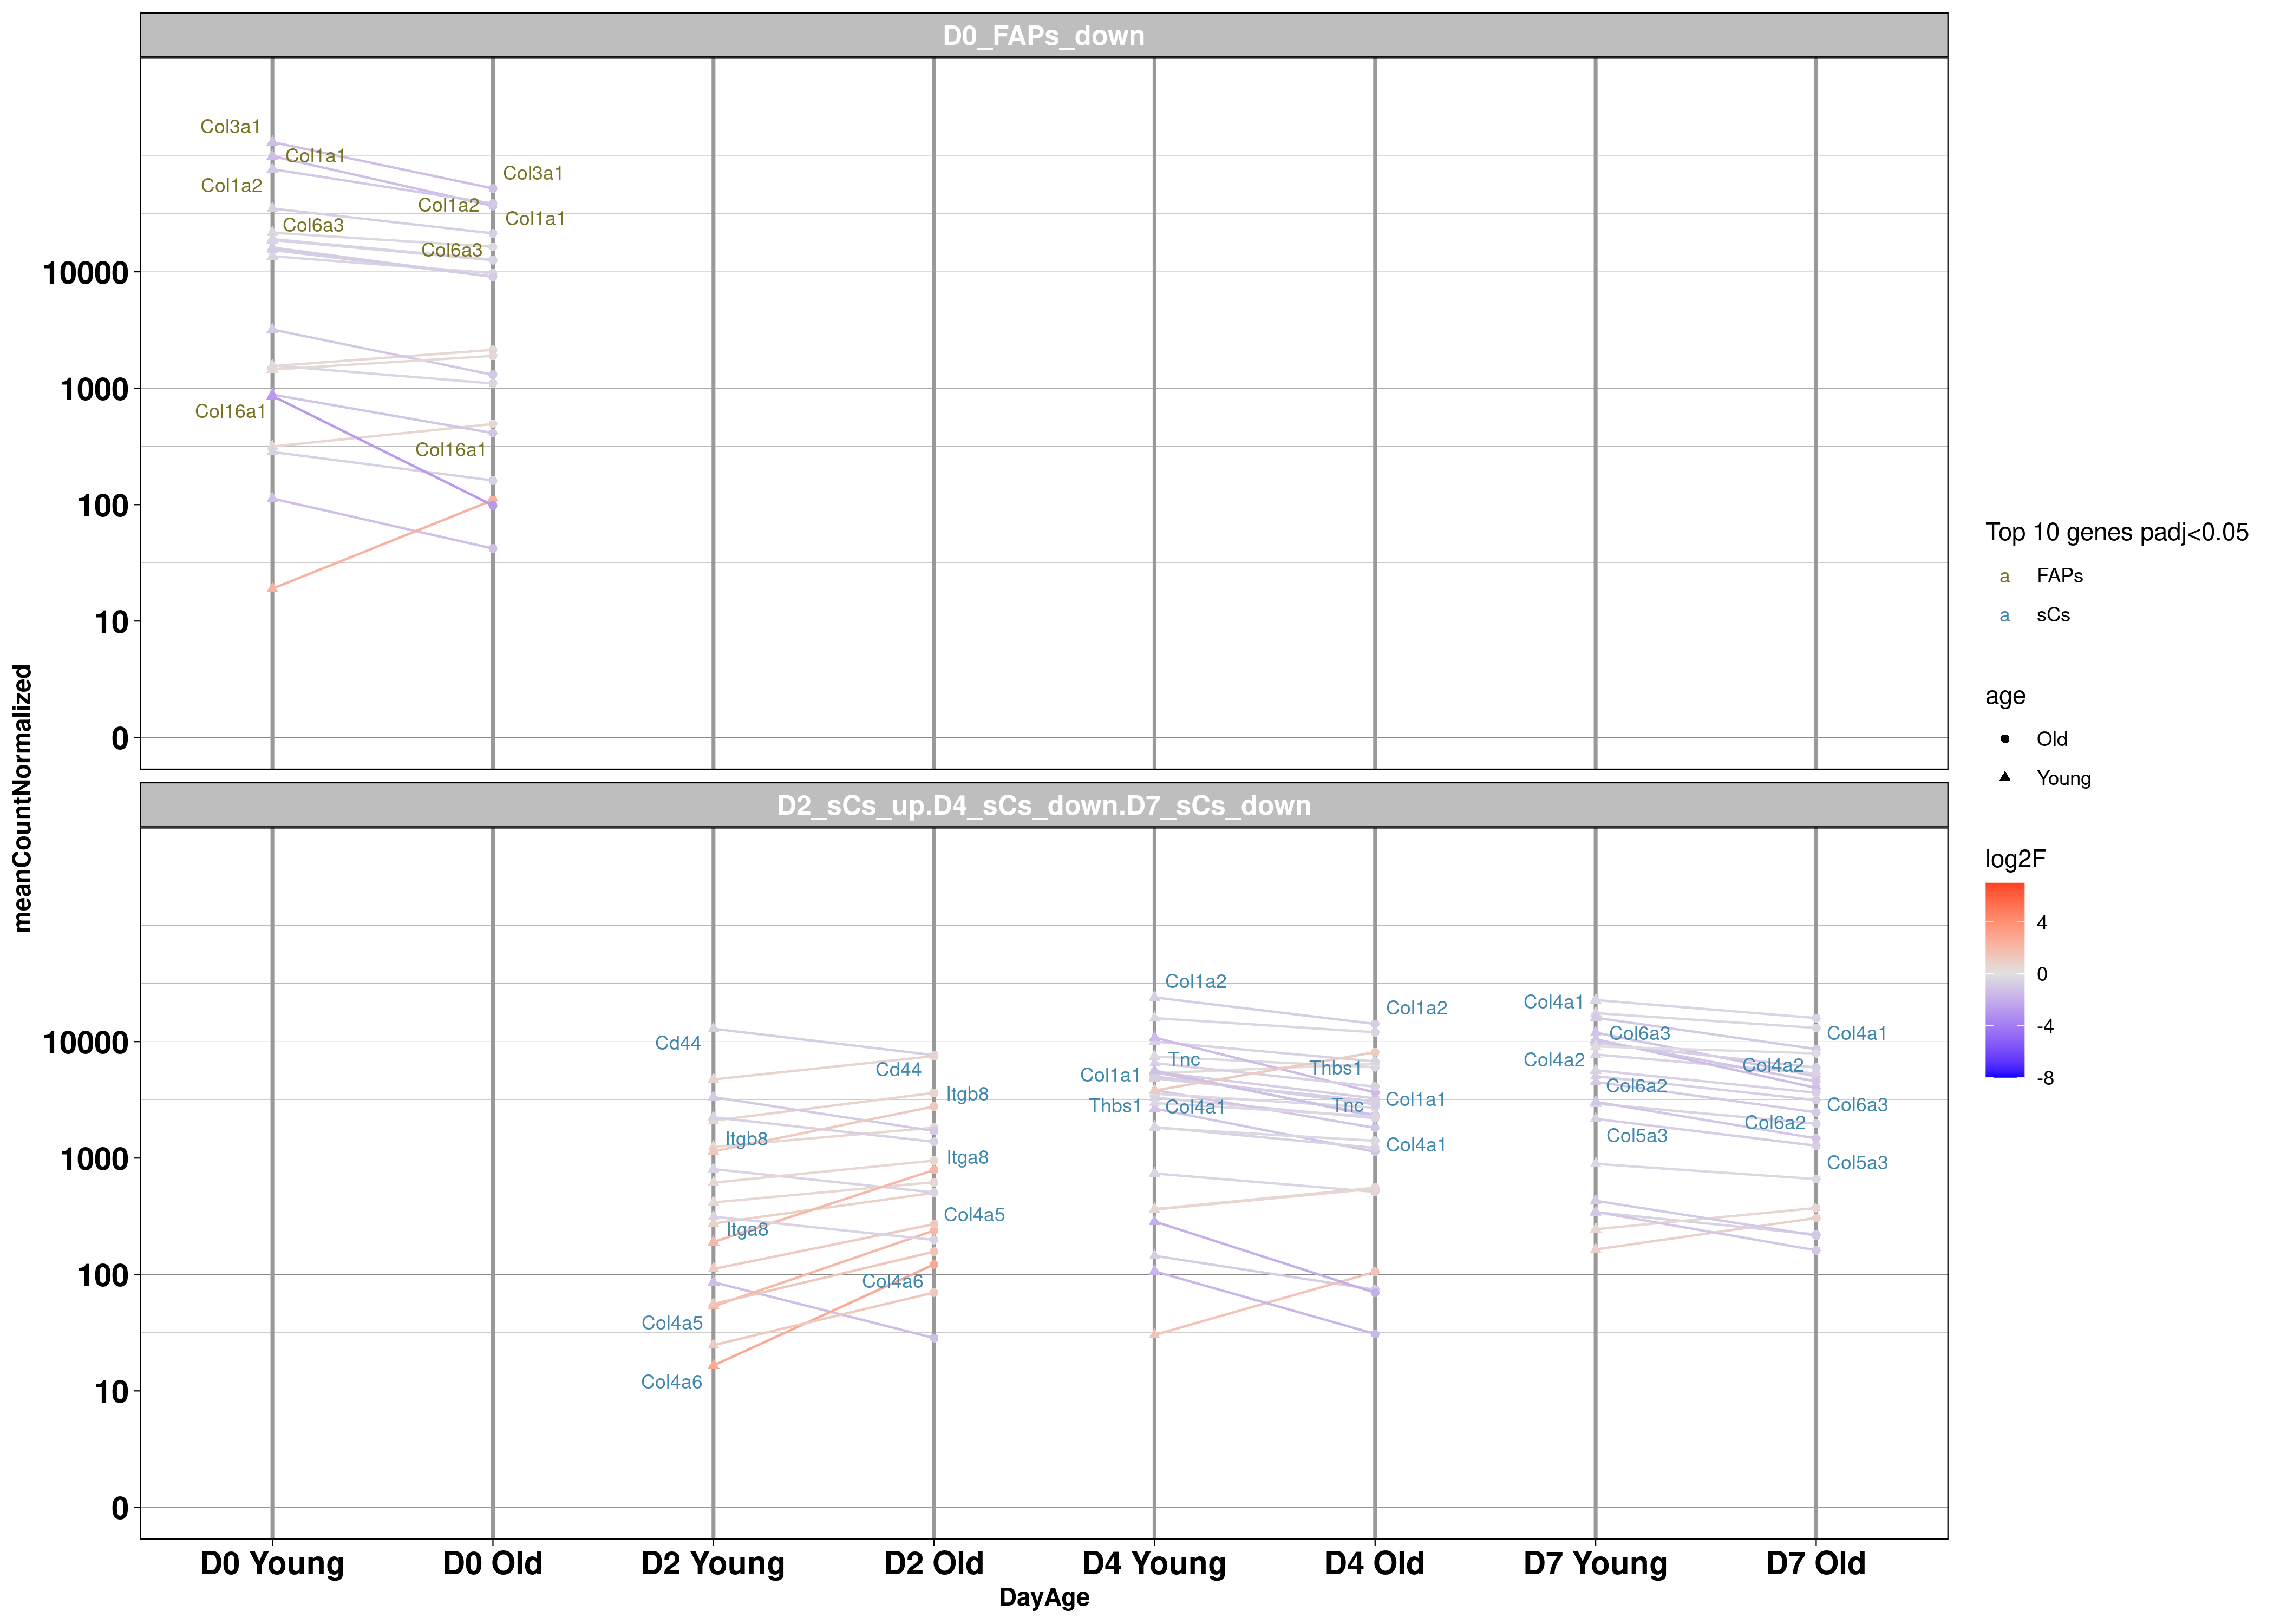 D0_FAPs_down
Col3a1
Col1a1
Col3a1
Col1a2
Col1a2
Col1a1
Col6a3
Col6a3
10000
1000
Col16a1
Col16a1
100
10
0
meanCountNormalized
D2_sCs_up.D4_sCs_down.D7_sCs_down
Col1a2
Col4a1
Col1a2
10000
Cd44
Col6a3
Col4a1
Tnc
Thbs1
Col4a2
Col4a2
Cd44
Col1a1
Itgb8
Col6a2
Col1a1
Thbs1
Col4a1
Tnc
Col6a3
Col6a2
Itgb8
Col5a3
Col4a1
1000
Itga8
Col5a3
Col4a5
Itga8
100
Col4a6
Col4a5
10
Col4a6
0
D0 Young D0 Old D2 Young D2 Old D4 Young D4 Old D7 Young D7 Old
DayAge
Top 10 genes padj<0.05
a FAPs
a sCs
age
Old
Young
log2F
4
0
-4
-8